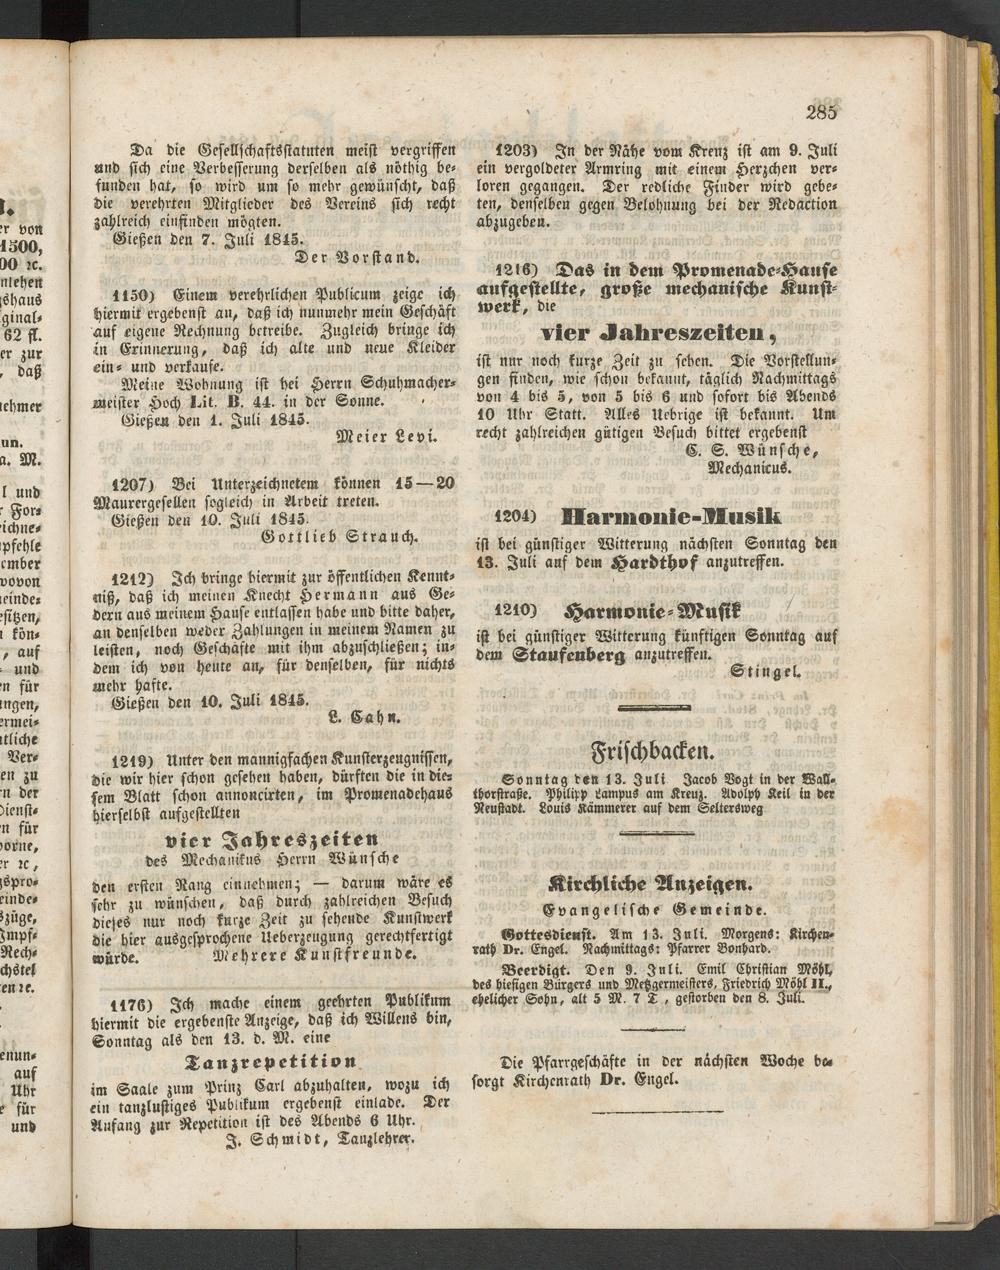 285
Da die Gesellschaftsstatuten meist vergriffen
und sich eine Verbesserung derselben als nöthig be-
funden hat, so wird um so mehr gewünscht, daß
die verehrten Mitglieder des Vereins sich recht
zahlreich einfinden mögten.
Gießen den 7. Juli 1845.
Der Vorstand.
1150) Einem verehrlichen Publicum zeige ich
hiermit ergebenst an, daß ich nunmehr mein Geschäft
auf eigene Rechnung betreibe. Zugleich bringe ich
in Erinnerung, daß ich alte und neue Kleider
ein- und verkaufe.
Meine Wohnung ist bei Herrn Schuhmacher-
meister Hoch Lit. B. 44. in der Sonne.
Gießen den 1. Juli 1845.
Meier Levi.
1207) Bei Unterzeichnetem können 15—20
Maurergesellen sogleich in Arbeit treten.
Gießen den 10. Juli 1845.
Gottlieb Strauch.
1212) Ich bringe hiermit zur öffentlichen Kennt-
niß, daß ich meinen Knecht Hermann aus Ge-
dern aus meinem Hause entlassen habe und bitte daher,
an denselben weder Zahlungen in meinem Namen zu
leisten, noch Geschäfte mit ihm abzuschließen; in-
dem ich von heute an, für denselben, für nichts
mehr hafte.
Gießen den 10. Juli 1845.
L. Cahn.
1219) Unter den mannigfachen Kunsterzeugnissen,
die wir hier schon gesehen haben, dürften die in die-
sem Blatt schon annoncirten, im Promenadehaus
hierselbst aufgestellten
vier Jahreszeiten
des Mechanikus Herrn Wünsche
den ersten Rang einnehmen; — darum wäre es
sehr zu wünschen, daß durch zahlreichen Besuch
dieses nur noch kurze Zeit zu sehende Kunstwerk
die hier ausgesprochene Ueberzeugung gerechtfertigt
würde. Mehrere Kunstfreunde.
1176) Ich mache einem geehrten Publikum
hiermit die ergebenste Anzeige, daß ich Willens bin,
Sonntag als den 13. d. M. eine
Tanzrepetition
im Saale zum Prinz Carl abzuhalten, wozu ich
ein tanzlustiges Publikum ergebenst einlade. Der
Anfang zur Repetition ist des Abends 6 Uhr.
J. Schmidt, Tanzlehrer.
1203) In der Nähe vom Kreuz ist am 9. Juli
ein vergoldeter Armring mit einem Herzchen ver-
loren gegangen. Der redliche Finder wird gebe-
ten, denselben gegen Belohnung bei der Redaction
abzugeben.
1216) Das in dem Promenade-Hause
aufgestellte, große mechanische Kunst-
werk, die
vier Jahreszeiten,
ist nur noch kurze Zeit zu sehen. Die Vorstellun-
gen finden, wie schon bekannt, täglich Nachmittags
von 4 bis 5, von 5 bis 6 und sofort bis Abends
10 Uhr Statt. Alles Uebrige ist bekannt. Um
recht zahlreichen gütigen Besuch bittet ergebenst
C. S. Wünsche,
Mechanicus.
1204) Harmonie-Musik
ist bei günstiger Witterung nächsten Sonntag den
13. Juli auf dem Hardthof anzutreffen.
1210) Harmonie-Musik
ist bei günstiger Witterung künftigen Sonntag auf
dem Staufenberg anzutreffen.
Stingel.
Frischbacken.
Sonntag den 13. Juli Jacob Vogt in der Wall-
thorstraße. Philipp Lampus am Kreuz. Adolph Keil in der
Neustadt. Louis Kämmerer auf dem Seltersweg
Kirchliche Anzeigen.
Evangelische Gemeinde.
Gottesdienst. Am 13. Juli. Morgens: Kirchen-
rath Dr. Engel. Nachmittags: Pfarrer Bonhard.
Beerdigt. Den 9. Juli. Emil Christian Möhl,
des hiesigen Bürgers und Metzgermeisters, Friedrich Möhl II.,
ehelicher Sohn, alt 5 M. 7 T, gestorben den 8. Juli.
Die Pfarrgeschäfte in der nächsten Woche be-
sorgt Kirchenrath Dr. Engel.